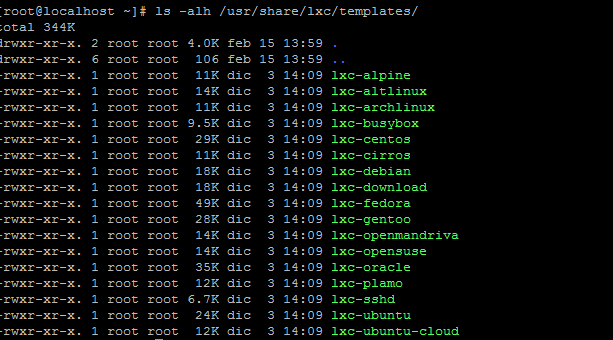 [root@localhost ~]# ls -alh /usr/share/lxc/templates/
total 344K
drwxr-xr-x. 2 root root 4.0K feb 15 13:59 .
drwxr-xr-x. 6 root root  106 feb 15 13:59 ..
-rwxr-xr-x. 1 root root  11K dic  3 14:09 lxc-alpine
-rwxr-xr-x. 1 root root  14K dic  3 14:09 lxc-altlinux
-rwxr-xr-x. 1 root root  11K dic  3 14:09 lxc-archlinux
-rwxr-xr-x. 1 root root 9.5K dic  3 14:09 lxc-busybox
-rwxr-xr-x. 1 root root  29K dic  3 14:09 lxc-centos
-rwxr-xr-x. 1 root root  11K dic  3 14:09 lxc-cirros
-rwxr-xr-x. 1 root root  18K dic  3 14:09 lxc-debian
-rwxr-xr-x. 1 root root  18K dic  3 14:09 lxc-download
-rwxr-xr-x. 1 root root  49K dic  3 14:09 lxc-fedora
-rwxr-xr-x. 1 root root  28K dic  3 14:09 lxc-gentoo
-rwxr-xr-x. 1 root root  14K dic  3 14:09 lxc-openmandriva
-rwxr-xr-x. 1 root root  14K dic  3 14:09 lxc-opensuse
-rwxr-xr-x. 1 root root  35K dic  3 14:09 lxc-oracle
-rwxr-xr-x. 1 root root  12K dic  3 14:09 lxc-plamo
-rwxr-xr-x. 1 root root 6.7K dic  3 14:09 lxc-sshd
-rwxr-xr-x. 1 root root  24K dic  3 14:09 lxc-ubuntu
-rwxr-xr-x. 1 root root  12K dic  3 14:09 lxc-ubuntu-cloud